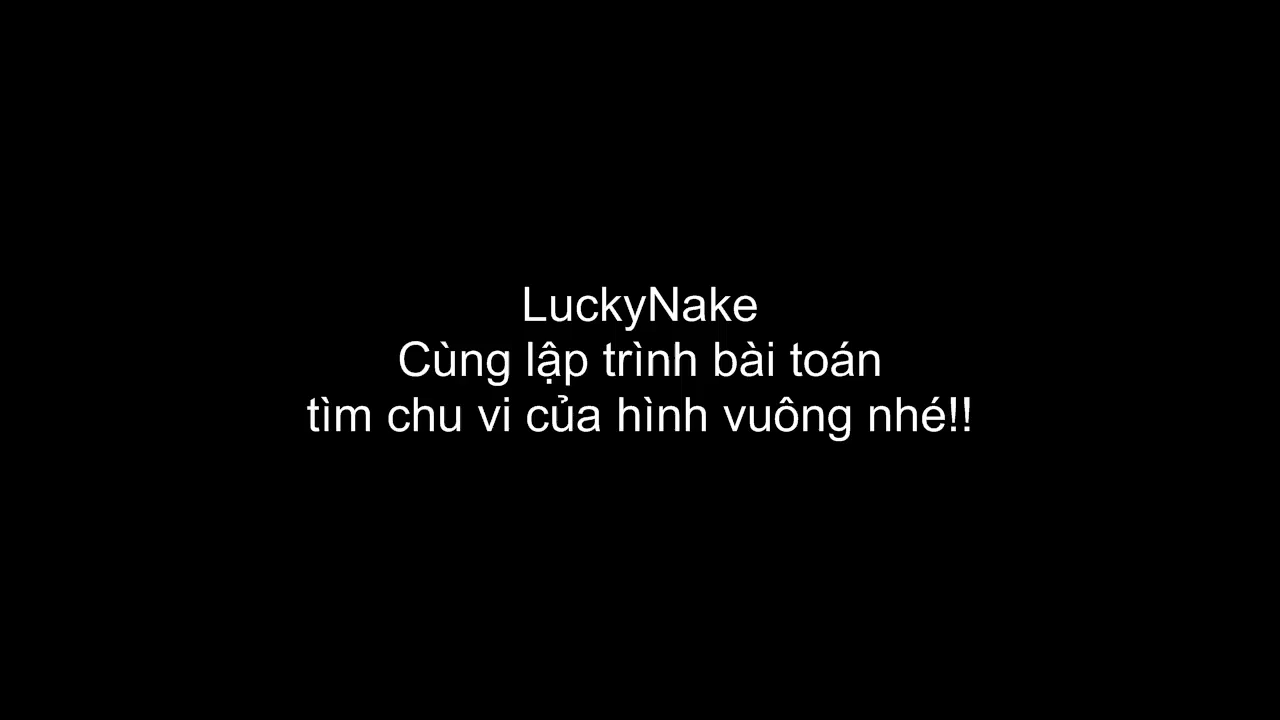 LuckyNake
Cùng lập trình bài toán
tìm chu vi của hình vuông nhé!!